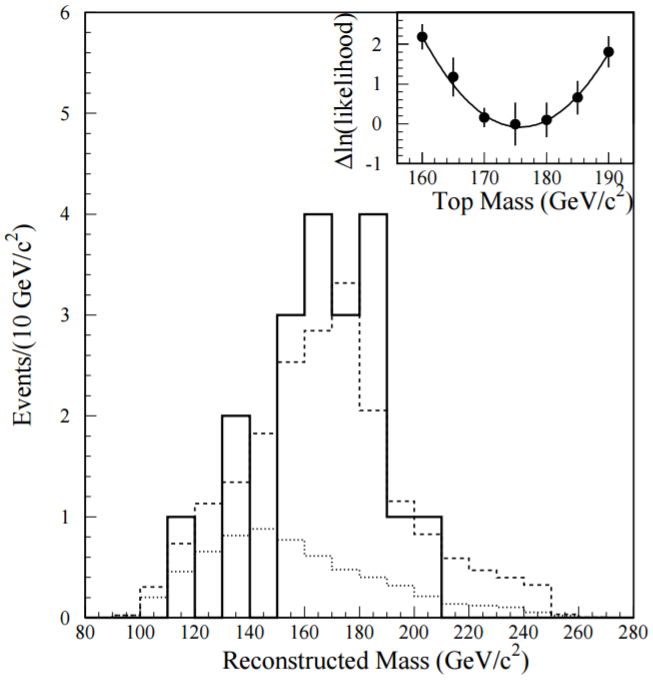 6
5
4
3
2
1
0
Events/(10 GeV/c²)
80 100 120 140 160 180 200 220 240 260 280
Reconstructed Mass (GeV/c²)
2
1
0
-1
Δln(likelihood)
160 170 180 190
Top Mass (GeV/c²)